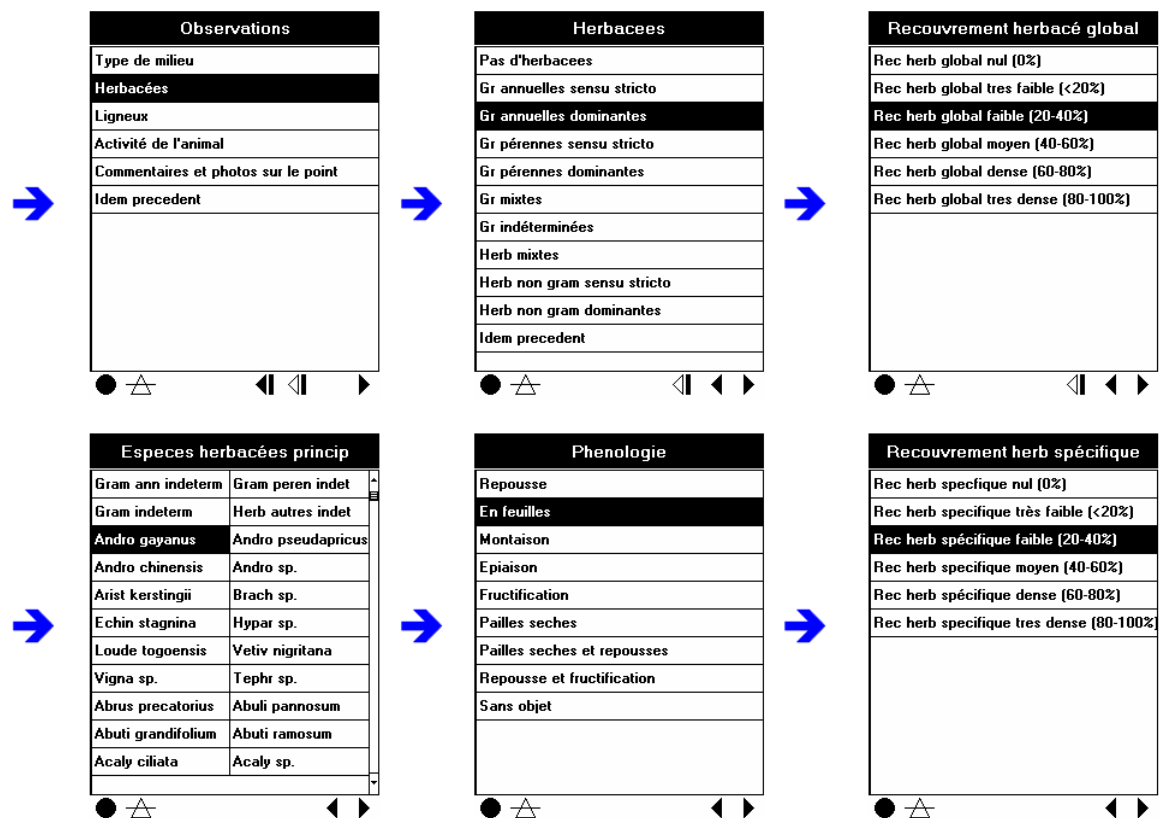 Observations
Type de milieu
Herbacées
Ligneux
Activité de l'animal
Commentaires et photos sur le point
Idem precedent
Herbacees
Pas d'herbacees
Gr annuelles sensu stricto
Gr annuelles dominantes
Gr pérennes sensu stricto
Gr pérennes dominantes
Gr mixtes
Gr indéterminées
Herb mixtes
Herb non gram sensu stricto
Herb non gram dominantes
Idem precedent
Recouvrement herbacé global
Rec herb global nul (0%)
Rec herb global tres faible (<20%)
Rec herb global faible (20-40%)
Rec herb global moyen (40-60%)
Rec herb global dense (60-80%)
Rec herb global tres dense (80-100%)
Especes herbacées princip
Gram ann indeterm Gram peren indet
Gram indeterm Herb autres indet
Andro gayanus Andro pseudapricus
Andro chinensis Andro sp.
Arist kerstingii Brach sp.
Echin stagnina Hypar sp.
Loude togoensis Vetiv nigritana
Vigna sp. Tephr sp.
Abrus precatorius Abuli pannosum
Abuti grandifolium Abuti ramosum
Acaly ciliata Acaly sp.
Phenologie
Repousse
En feuilles
Montaison
Epiaison
Fructification
Pailles seches
Pailles seches et repousses
Repousse et fructification
Sans objet
Recouvrement herb spécifique
Rec herb specfique nul (0%)
Rec herb specifique très faible (<20%)
Rec herb spécifique faible (20-40%)
Rec herb specifique moyen (40-60%)
Rec herb spécifique dense (60-80%)
Rec herb specifique tres dense (80-100%)